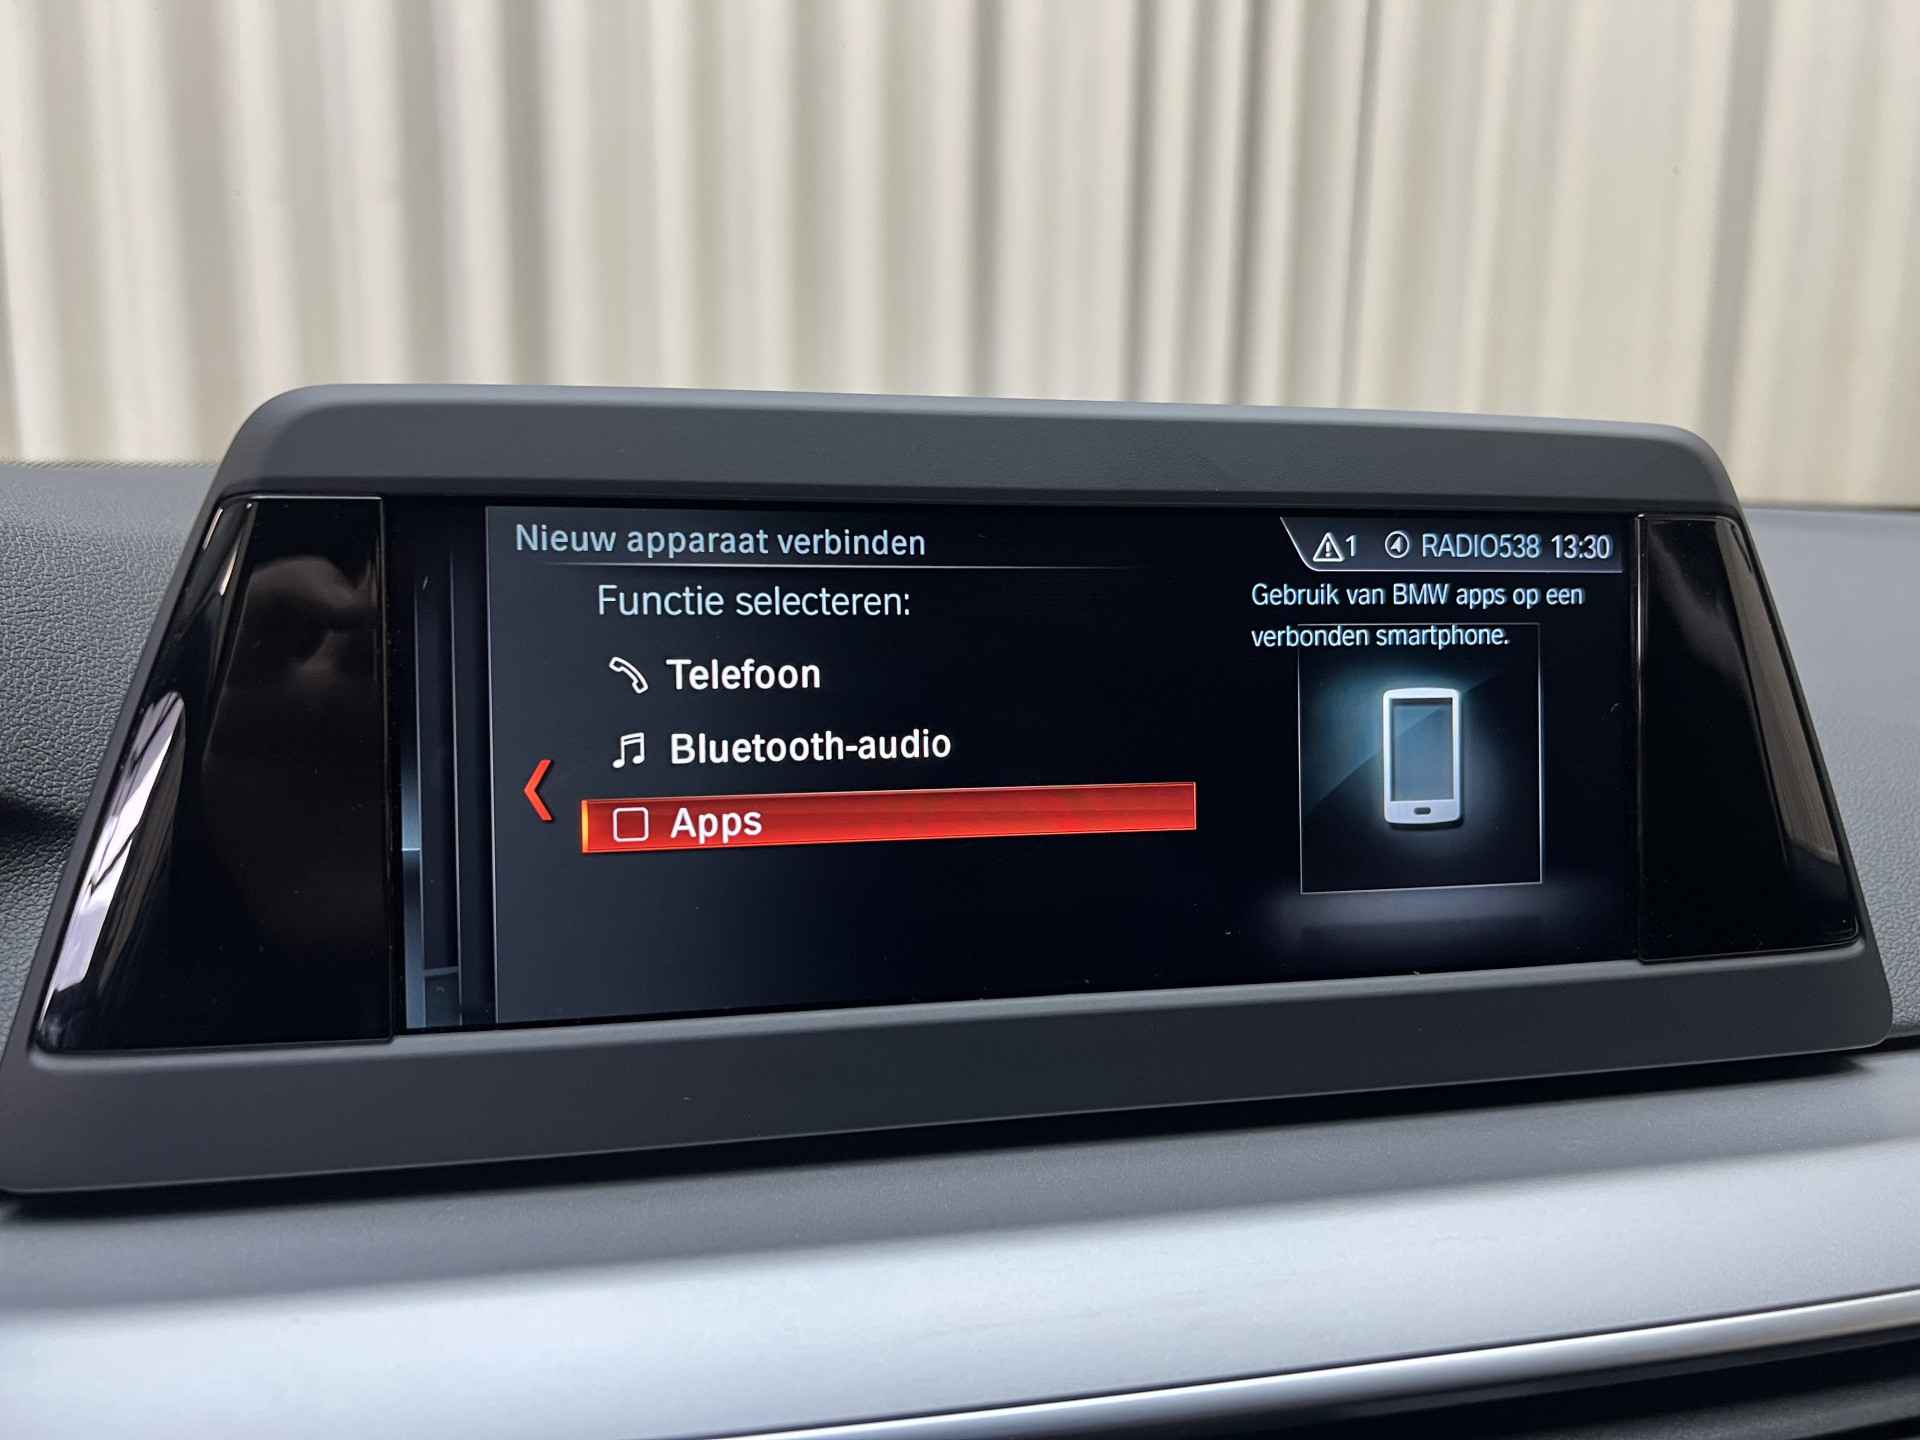 Nieuw apparaat verbinden
1 RADIO538 13:30
Functie selecteren:
Telefoon
Bluetooth-audio
Apps
Gebruik van BMW apps op een
verbonden smartphone.